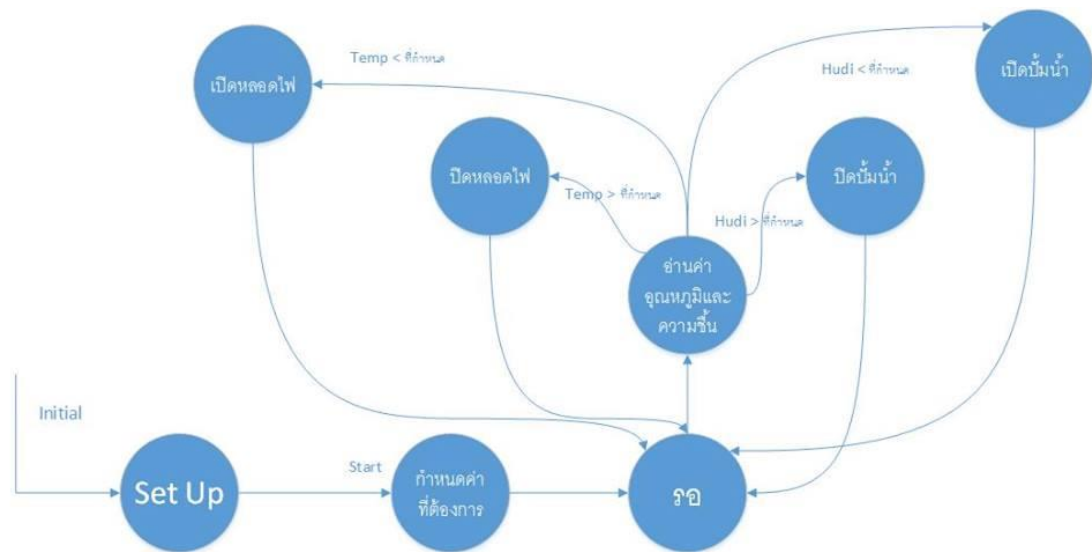 เปิดหลอดไฟ
Temp < ที่กำหนด
Hudi < ที่กำหนด
เปิดปั้มน้ำ
ปิดหลอดไฟ
Temp > ที่กำหนด
ปิดปั้มน้ำ
Hudi > ที่กำหนด
อ่านค่า
อุณหภูมิและ
ความชื้น
Initial
Set Up
Start
กำหนดค่า
ที่ต้องการ
รอ